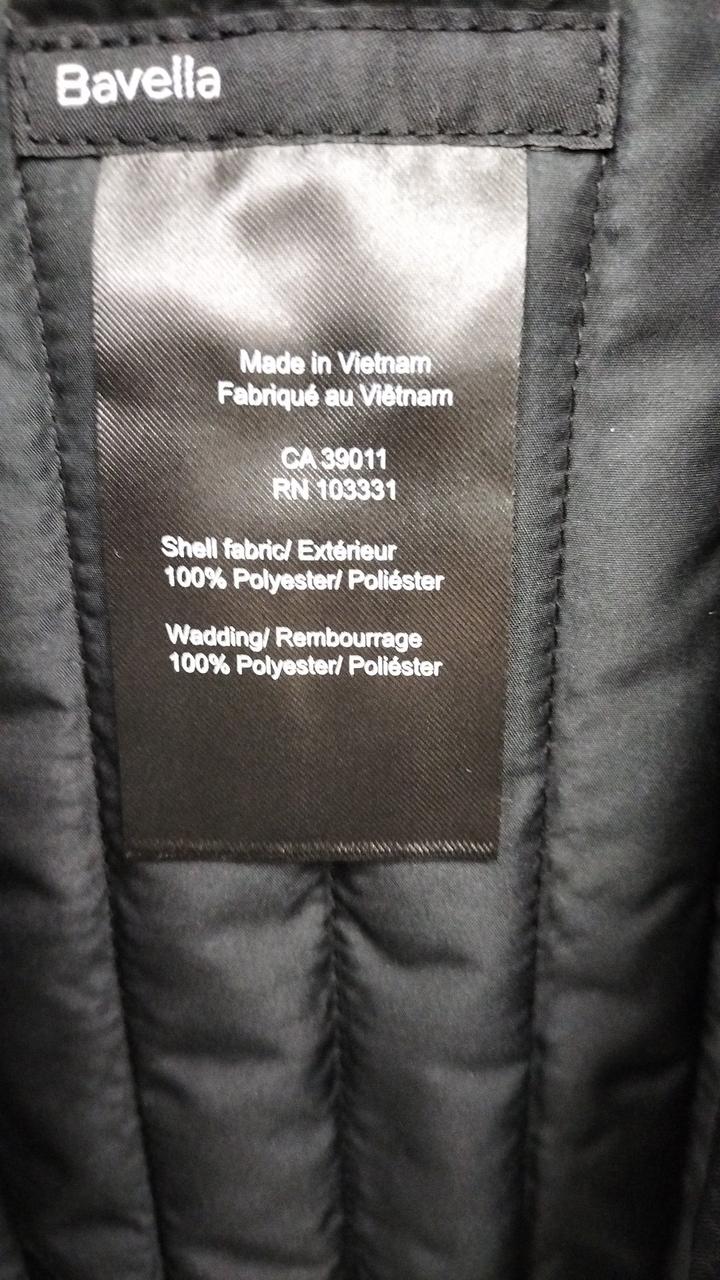 Bavella
Made in Vietnam
Fabriqué au Viêtnam
CA 39011
RN 103331
Shell fabric/ Extérieur
100% Polyester/ Poliéster
Wadding/ Rembourrage
100% Polyester/ Poliéster